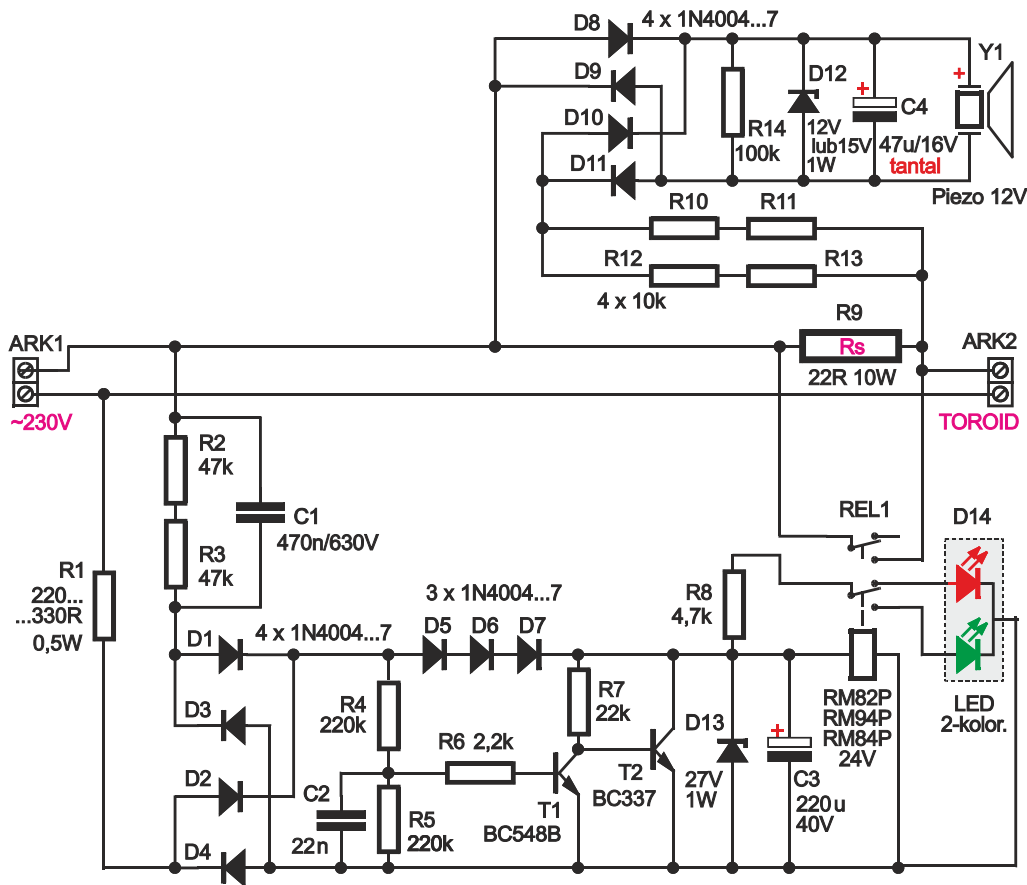 D8
4 x 1N4004...7
D9
D10
D11
R14
100k
D12
12V
lub15V
1W
+
C4
47u/16V
tantal
+
Y1
Piezo 12V
R10
R11
R12
R13
4 x 10k
R9
Rs
22R 10W
ARK1
~230V
ARK2
TOROID
R2
47k
R3
47k
C1
470n/630V
R1
220...
...330R
0,5W
REL1
D14
R8
4,7k
D1
4 x 1N4004...7
3 x 1N4004...7
D5
D6
D7
D3
D2
D4
R4
220k
R6 2,2k
R7
22k
C2
22n
R5
220k
T1
BC548B
T2
BC337
D13
27V
1W
+
C3
220u
40V
RM82P
RM94P
RM84P
24V
LED
2-kolor.